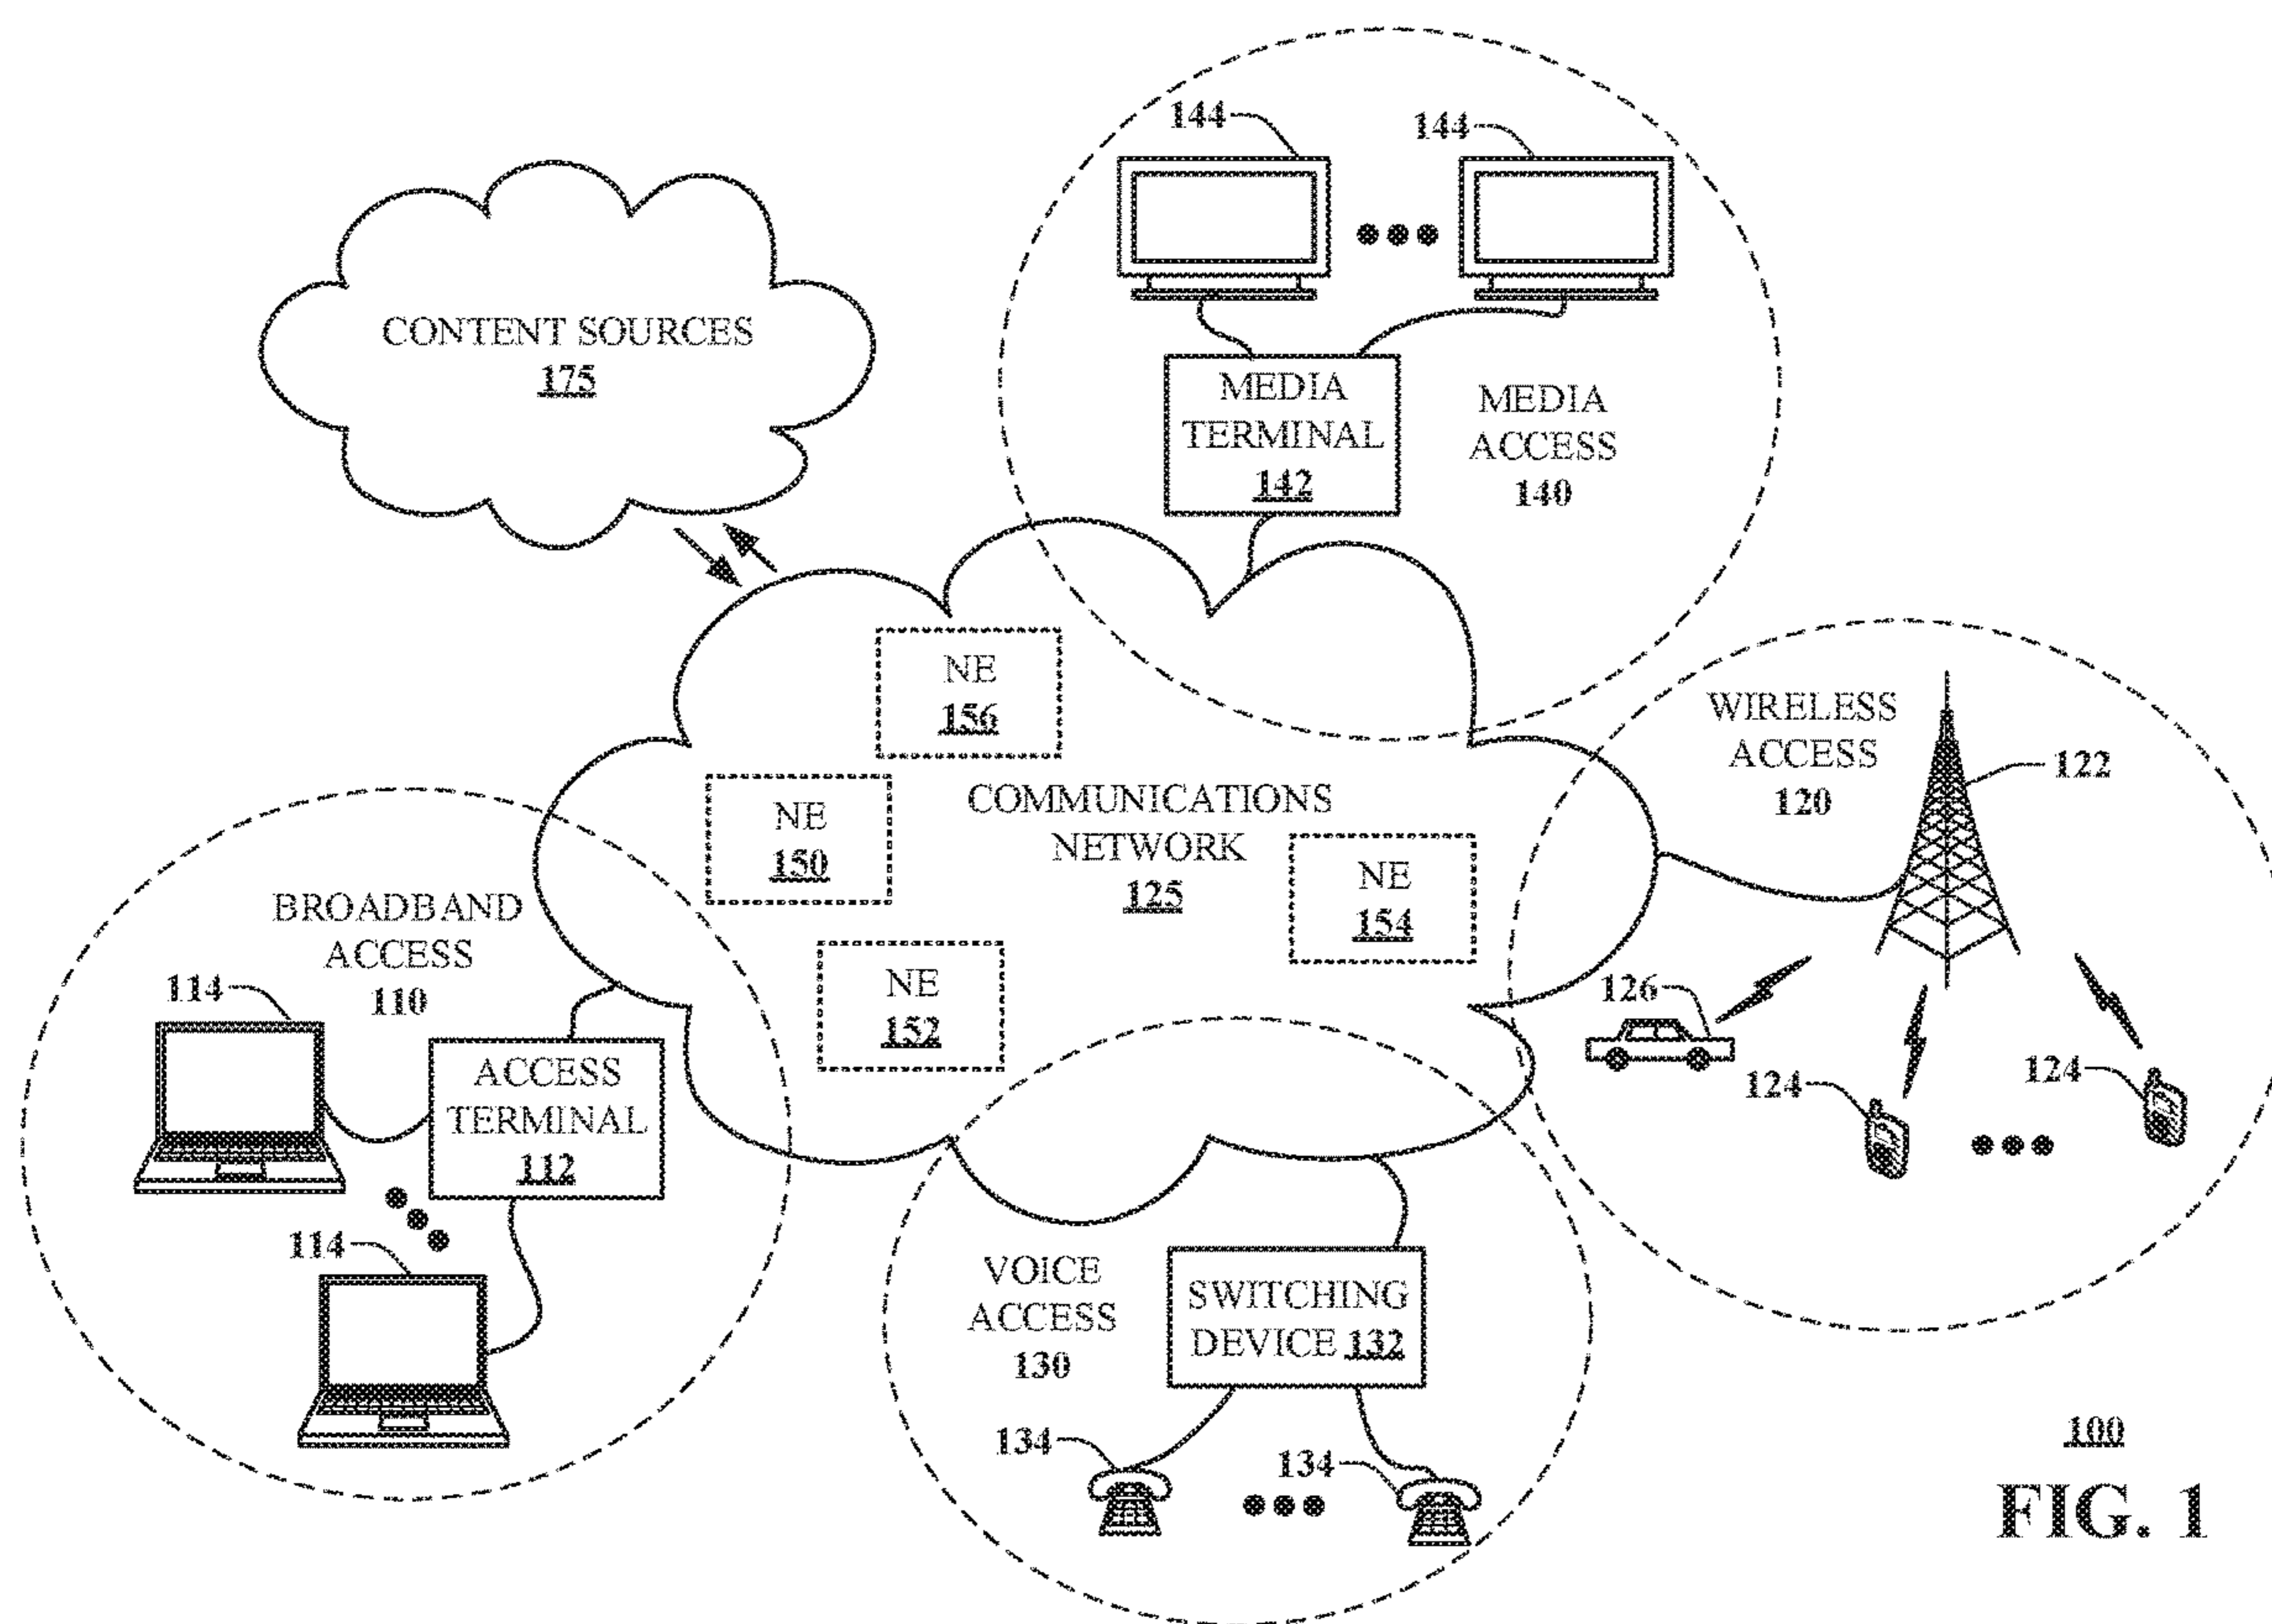 144
144
CONTENT SOURCES
175
MEDIA
TERMINAL
142
MEDIA
ACCESS
140
NE
156
WIRELESS
ACCESS
120
122
NE
150
COMMUNICATIONS
NETWORK
125
NE
154
BROADBAND
ACCESS
110
114
NE
152
126
124
124
ACCESS
TERMINAL
112
114
VOICE
ACCESS
130
SWITCHING
DEVICE 132
134
134
100
FIG. 1